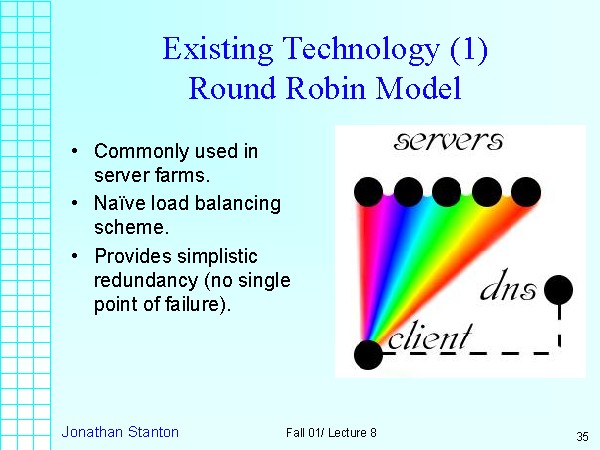 Existing Technology (1)
Round Robin Model
• Commonly used in
server farms.
• Naïve load balancing
scheme.
• Provides simplistic
redundancy (no single
point of failure).
servers
dns
client
Jonathan Stanton
Fall 01/ Lecture 8
35